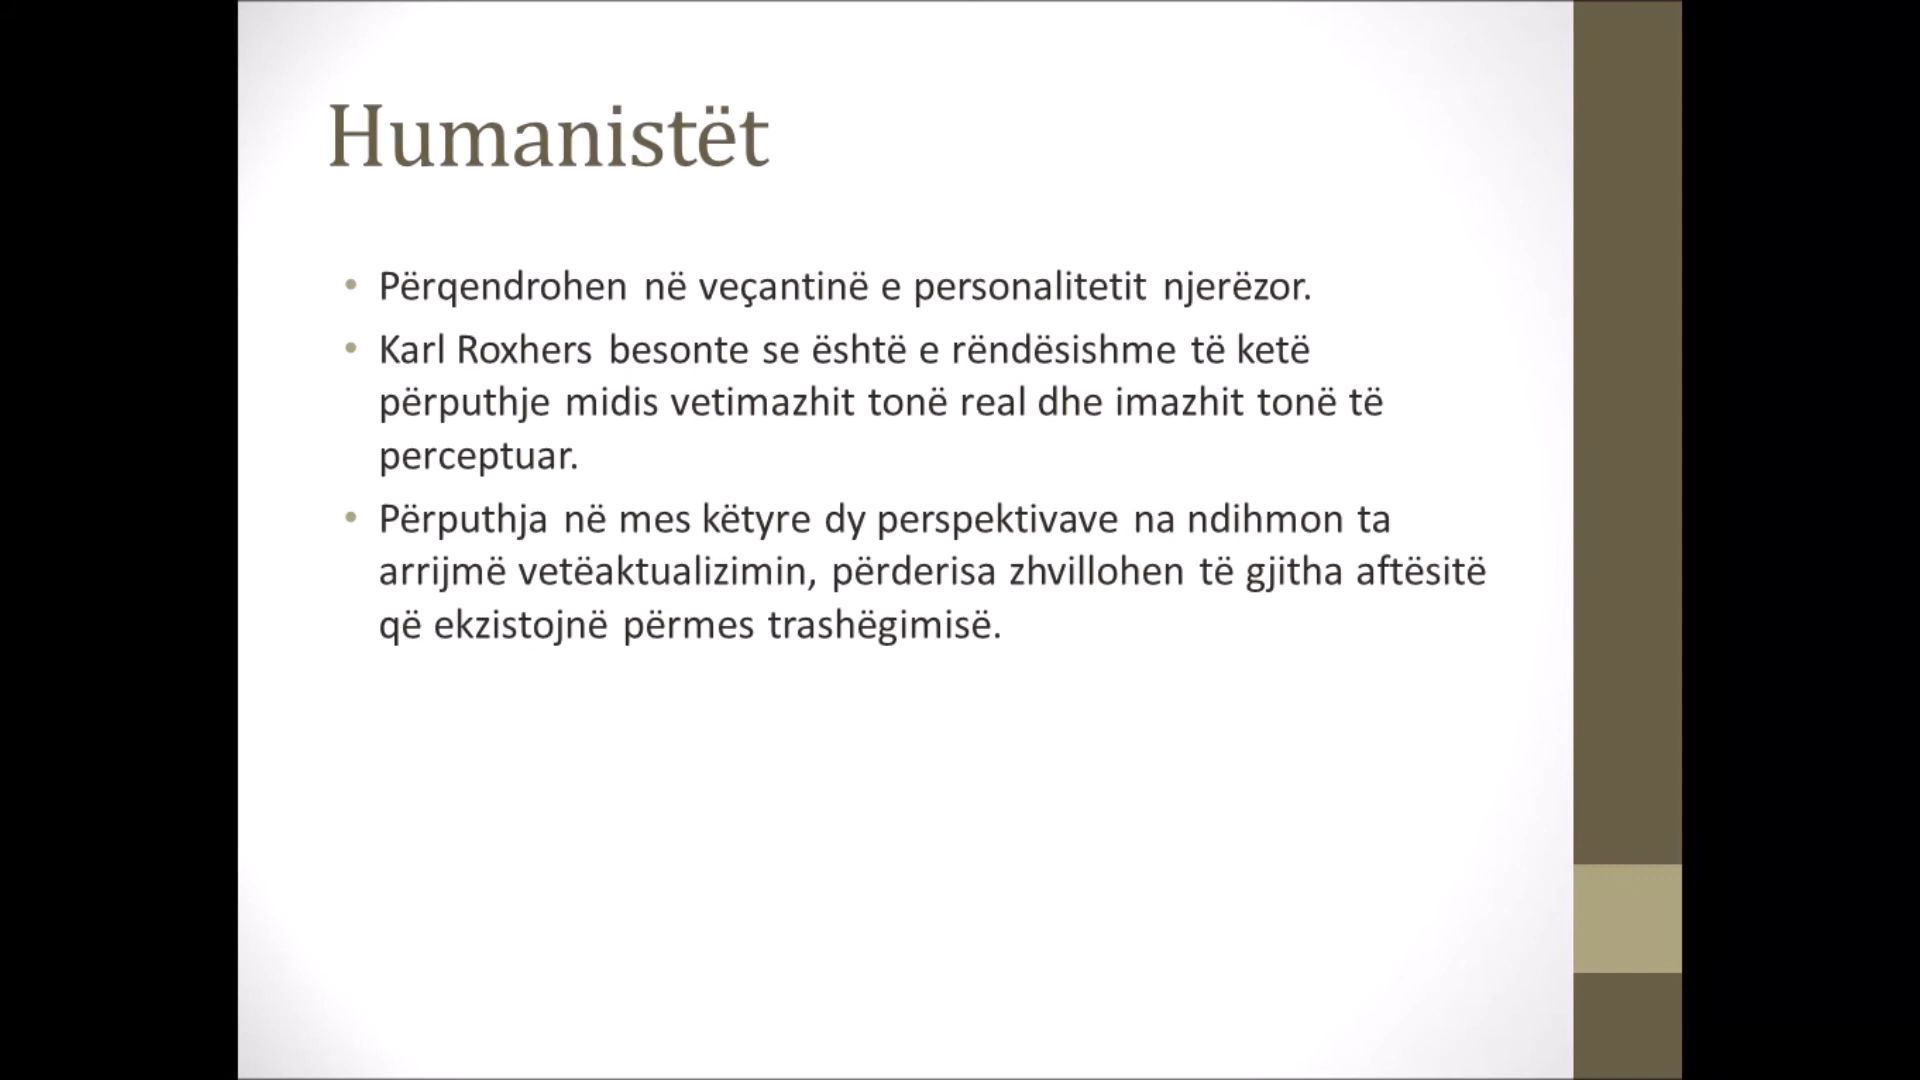 Humanistët
• Përqendrohen në veçantinë e personalitetit njerëzor.
• Karl Roxhers besonte se është e rëndësishme të ketë
përputhje midis vetimazhit tonë real dhe imazhit tonë të
perceptuar.
• Përputhja në mes këtyre dy perspektivave na ndihmon ta
arrijmë vetëaktualizimin, përderisa zhvillohen të gjitha aftësitë
që ekzistojnë përmes trashëgimisë.